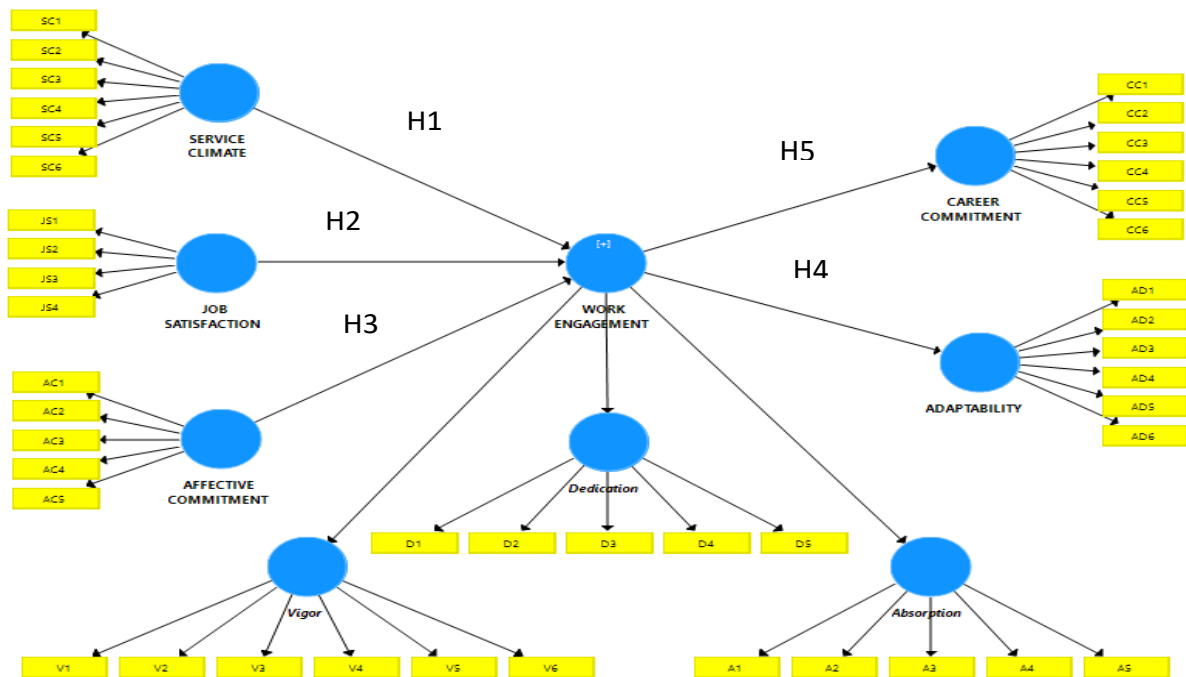 SC1
SC2
SC3
SC4
SC5
SC6
SERVICE
CLIMATE
H1
JS1
JS2
JS3
JS4
JOB
SATISFACTION
H2
AC1
AC2
AC3
AC4
AC5
AFFECTIVE
COMMITMENT
H3
[+]
WORK
ENGAGEMENT
H5
CC1
CC2
CC3
CC4
CC5
CC6
CAREER
COMMITMENT
H4
AD1
AD2
AD3
AD4
AD5
AD6
ADAPTABILITY
Dedication
D1
D2
D3
D4
D5
Vigor
V1
V2
V3
V4
V5
V6
Absorption
A1
A2
A3
A4
A5